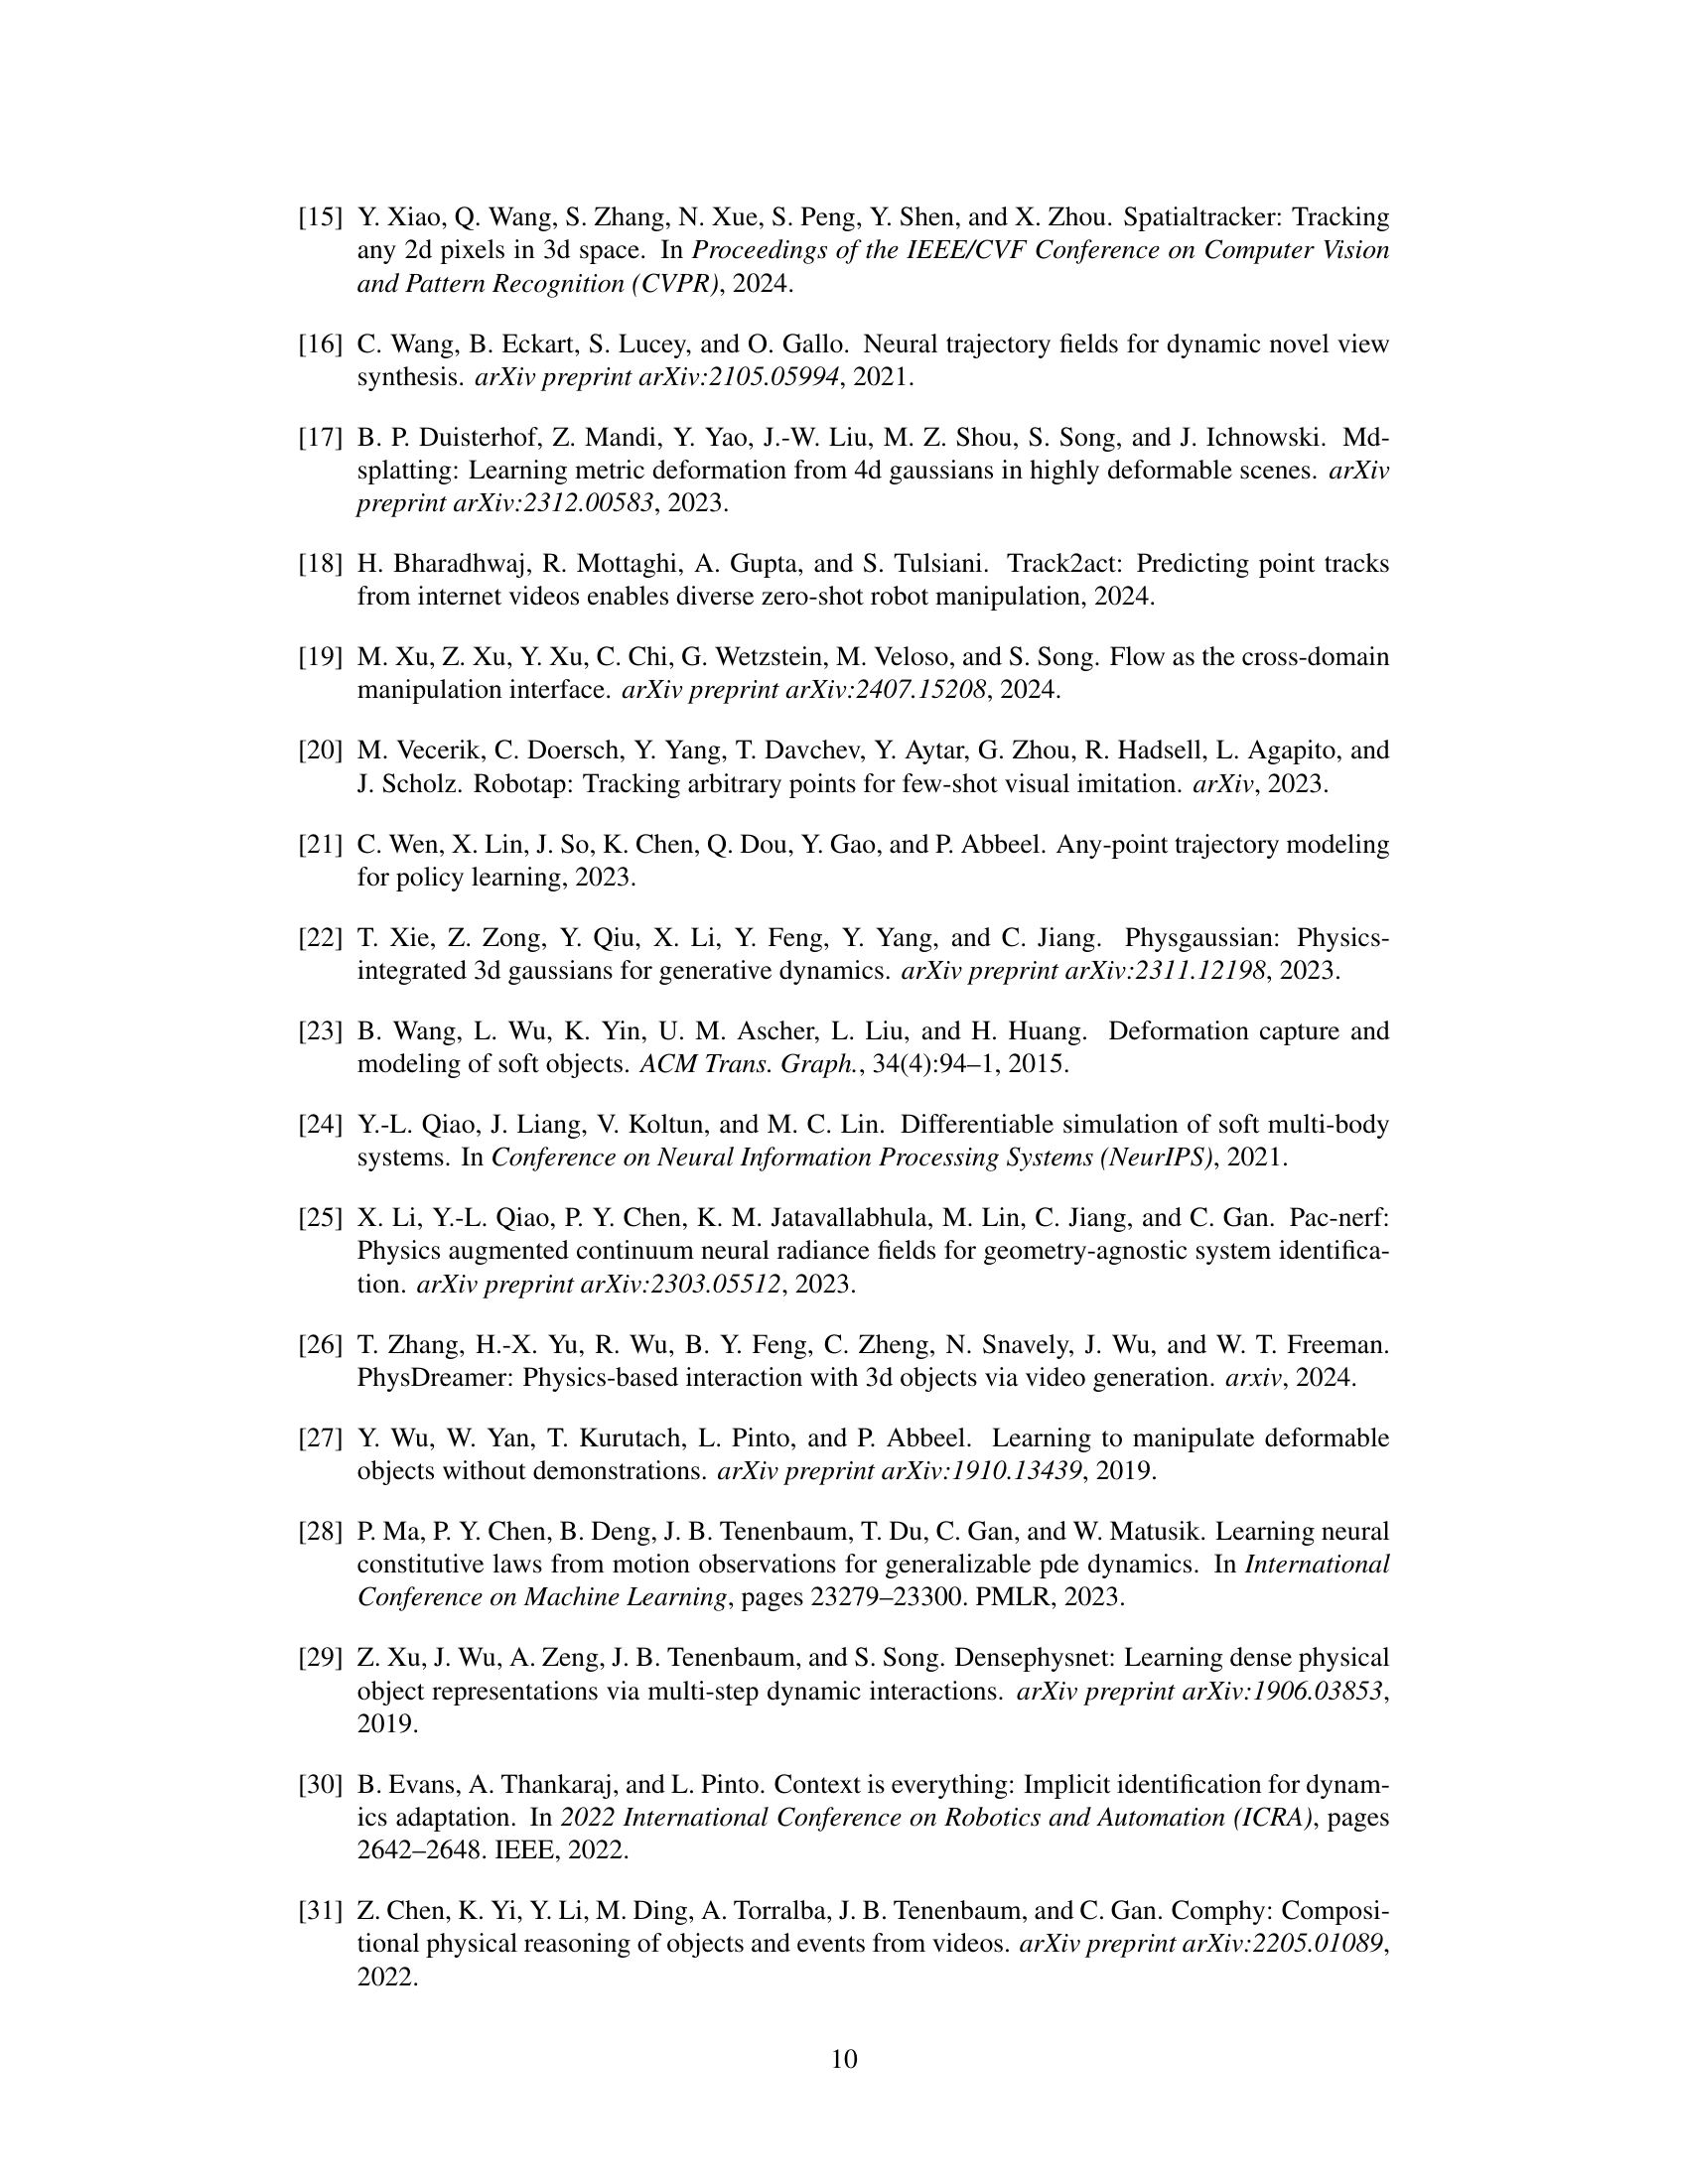 [15] Y. Xiao, Q. Wang, S. Zhang, N. Xue, S. Peng, Y. Shen, and X. Zhou. Spatialtracker: Tracking
any 2d pixels in 3d space. In Proceedings of the IEEE/CVF Conference on Computer Vision
and Pattern Recognition (CVPR), 2024.
[16] C. Wang, B. Eckart, S. Lucey, and O. Gallo. Neural trajectory fields for dynamic novel view
synthesis. arXiv preprint arXiv:2105.05994, 2021.
[17] B. P. Duisterhof, Z. Mandi, Y. Yao, J.-W. Liu, M. Z. Shou, S. Song, and J. Ichnowski. Md-
splatting: Learning metric deformation from 4d gaussians in highly deformable scenes. arXiv
preprint arXiv:2312.00583, 2023.
[18] H. Bharadhwaj, R. Mottaghi, A. Gupta, and S. Tulsiani. Track2act: Predicting point tracks
from internet videos enables diverse zero-shot robot manipulation, 2024.
[19] M. Xu, Z. Xu, Y. Xu, C. Chi, G. Wetzstein, M. Veloso, and S. Song. Flow as the cross-domain
manipulation interface. arXiv preprint arXiv:2407.15208, 2024.
[20] M. Vecerik, C. Doersch, Y. Yang, T. Davchev, Y. Aytar, G. Zhou, R. Hadsell, L. Agapito, and
J. Scholz. Robotap: Tracking arbitrary points for few-shot visual imitation. arXiv, 2023.
[21] C. Wen, X. Lin, J. So, K. Chen, Q. Dou, Y. Gao, and P. Abbeel. Any-point trajectory modeling
for policy learning, 2023.
[22] T. Xie, Z. Zong, Y. Qiu, X. Li, Y. Feng, Y. Yang, and C. Jiang. Physgaussian: Physics-
integrated 3d gaussians for generative dynamics. arXiv preprint arXiv:2311.12198, 2023.
[23] B. Wang, L. Wu, K. Yin, U. M. Ascher, L. Liu, and H. Huang. Deformation capture and
modeling of soft objects. ACM Trans. Graph., 34(4):94–1, 2015.
[24] Y.-L. Qiao, J. Liang, V. Koltun, and M. C. Lin. Differentiable simulation of soft multi-body
systems. In Conference on Neural Information Processing Systems (NeurIPS), 2021.
[25] X. Li, Y.-L. Qiao, P. Y. Chen, K. M. Jatavallabhula, M. Lin, C. Jiang, and C. Gan. Pac-nerf:
Physics augmented continuum neural radiance fields for geometry-agnostic system identifica-
tion. arXiv preprint arXiv:2303.05512, 2023.
[26] T. Zhang, H.-X. Yu, R. Wu, B. Y. Feng, C. Zheng, N. Snavely, J. Wu, and W. T. Freeman.
PhysDreamer: Physics-based interaction with 3d objects via video generation. arxiv, 2024.
[27] Y. Wu, W. Yan, T. Kurutach, L. Pinto, and P. Abbeel. Learning to manipulate deformable
objects without demonstrations. arXiv preprint arXiv:1910.13439, 2019.
[28] P. Ma, P. Y. Chen, B. Deng, J. B. Tenenbaum, T. Du, C. Gan, and W. Matusik. Learning neural
constitutive laws from motion observations for generalizable pde dynamics. In International
Conference on Machine Learning, pages 23279–23300. PMLR, 2023.
[29] Z. Xu, J. Wu, A. Zeng, J. B. Tenenbaum, and S. Song. Densephysnet: Learning dense physical
object representations via multi-step dynamic interactions. arXiv preprint arXiv:1906.03853,
2019.
[30] B. Evans, A. Thankaraj, and L. Pinto. Context is everything: Implicit identification for dynam-
ics adaptation. In 2022 International Conference on Robotics and Automation (ICRA), pages
2642–2648. IEEE, 2022.
[31] Z. Chen, K. Yi, Y. Li, M. Ding, A. Torralba, J. B. Tenenbaum, and C. Gan. Comphy: Composi-
tional physical reasoning of objects and events from videos. arXiv preprint arXiv:2205.01089,
2022.
10